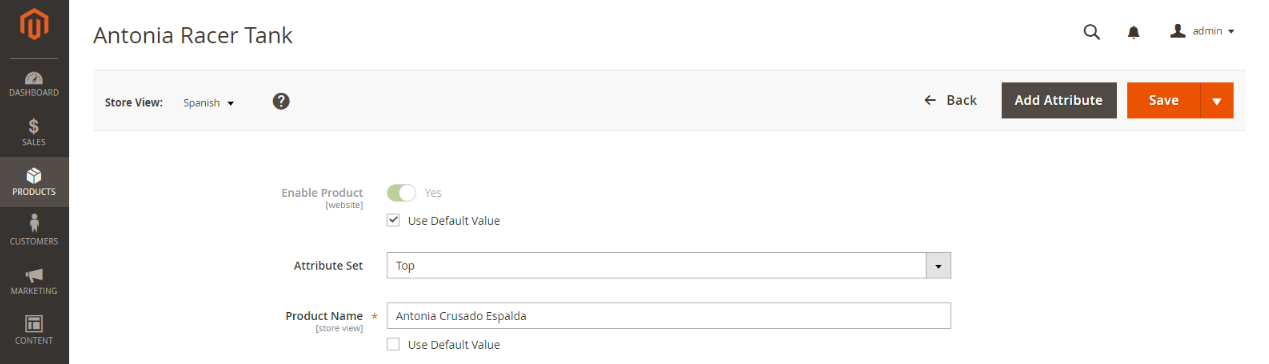 Antonia Racer Tank
admin
DASHBOARD
SALES
PRODUCTS
CUSTOMERS
MARKETING
CONTENT
Store View: Spanish ?
Back
Add Attribute
Save
Enable Product
[website]
Yes
Use Default Value
Attribute Set
Top
Product Name *
[store view]
Antonia Crusado Espalda
Use Default Value